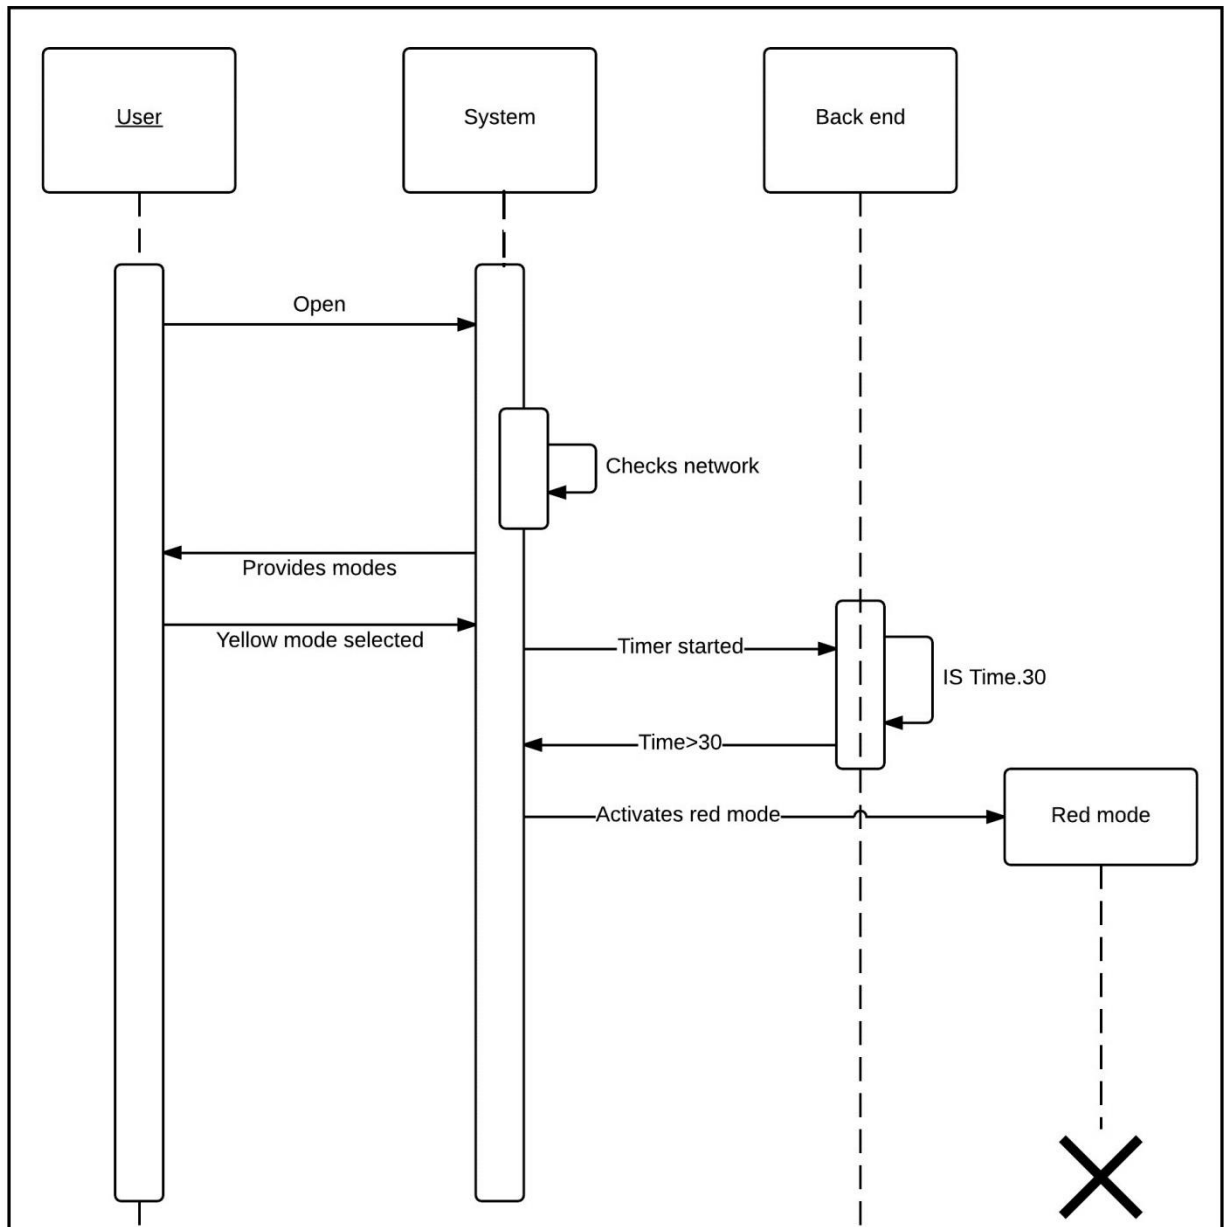 User
System
Back end
Open
Checks network
Provides modes
Yellow mode selected
Timer started
IS Time.30
Time>30
Activates red mode
Red mode